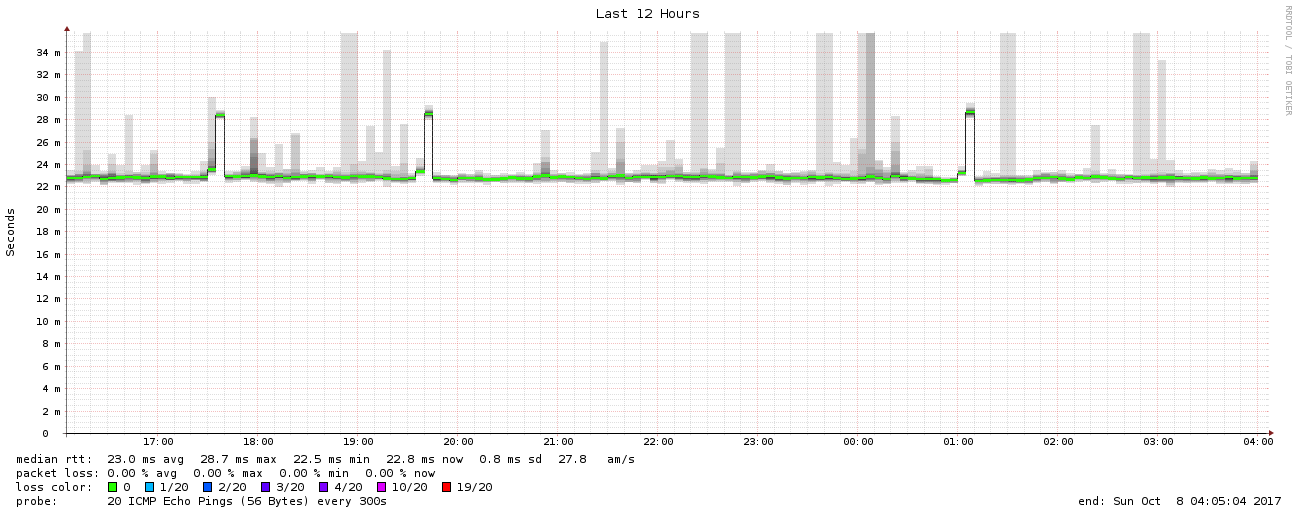 Last 12 Hours
RRDTOOL / TOBI OETIKER
Seconds
34 m
32 m
30 m
28 m
26 m
24 m
22 m
20 m
18 m
16 m
14 m
12 m
10 m
8 m
6 m
4 m
2 m
0
17:00 18:00 19:00 20:00 21:00 22:00 23:00 00:00 01:00 02:00 03:00 04:00
median rtt: 23.0 ms avg 28.7 ms max 22.5 ms min 22.8 ms now 0.8 ms sd 27.8 am/s
packet loss: 0.00 % avg 0.00 % max 0.00 % min 0.00 % now
loss color: 0 1/20 2/20 3/20 4/20 10/20 19/20
probe: 20 ICMP Echo Pings (56 Bytes) every 300s end: Sun Oct 8 04:05:04 2017